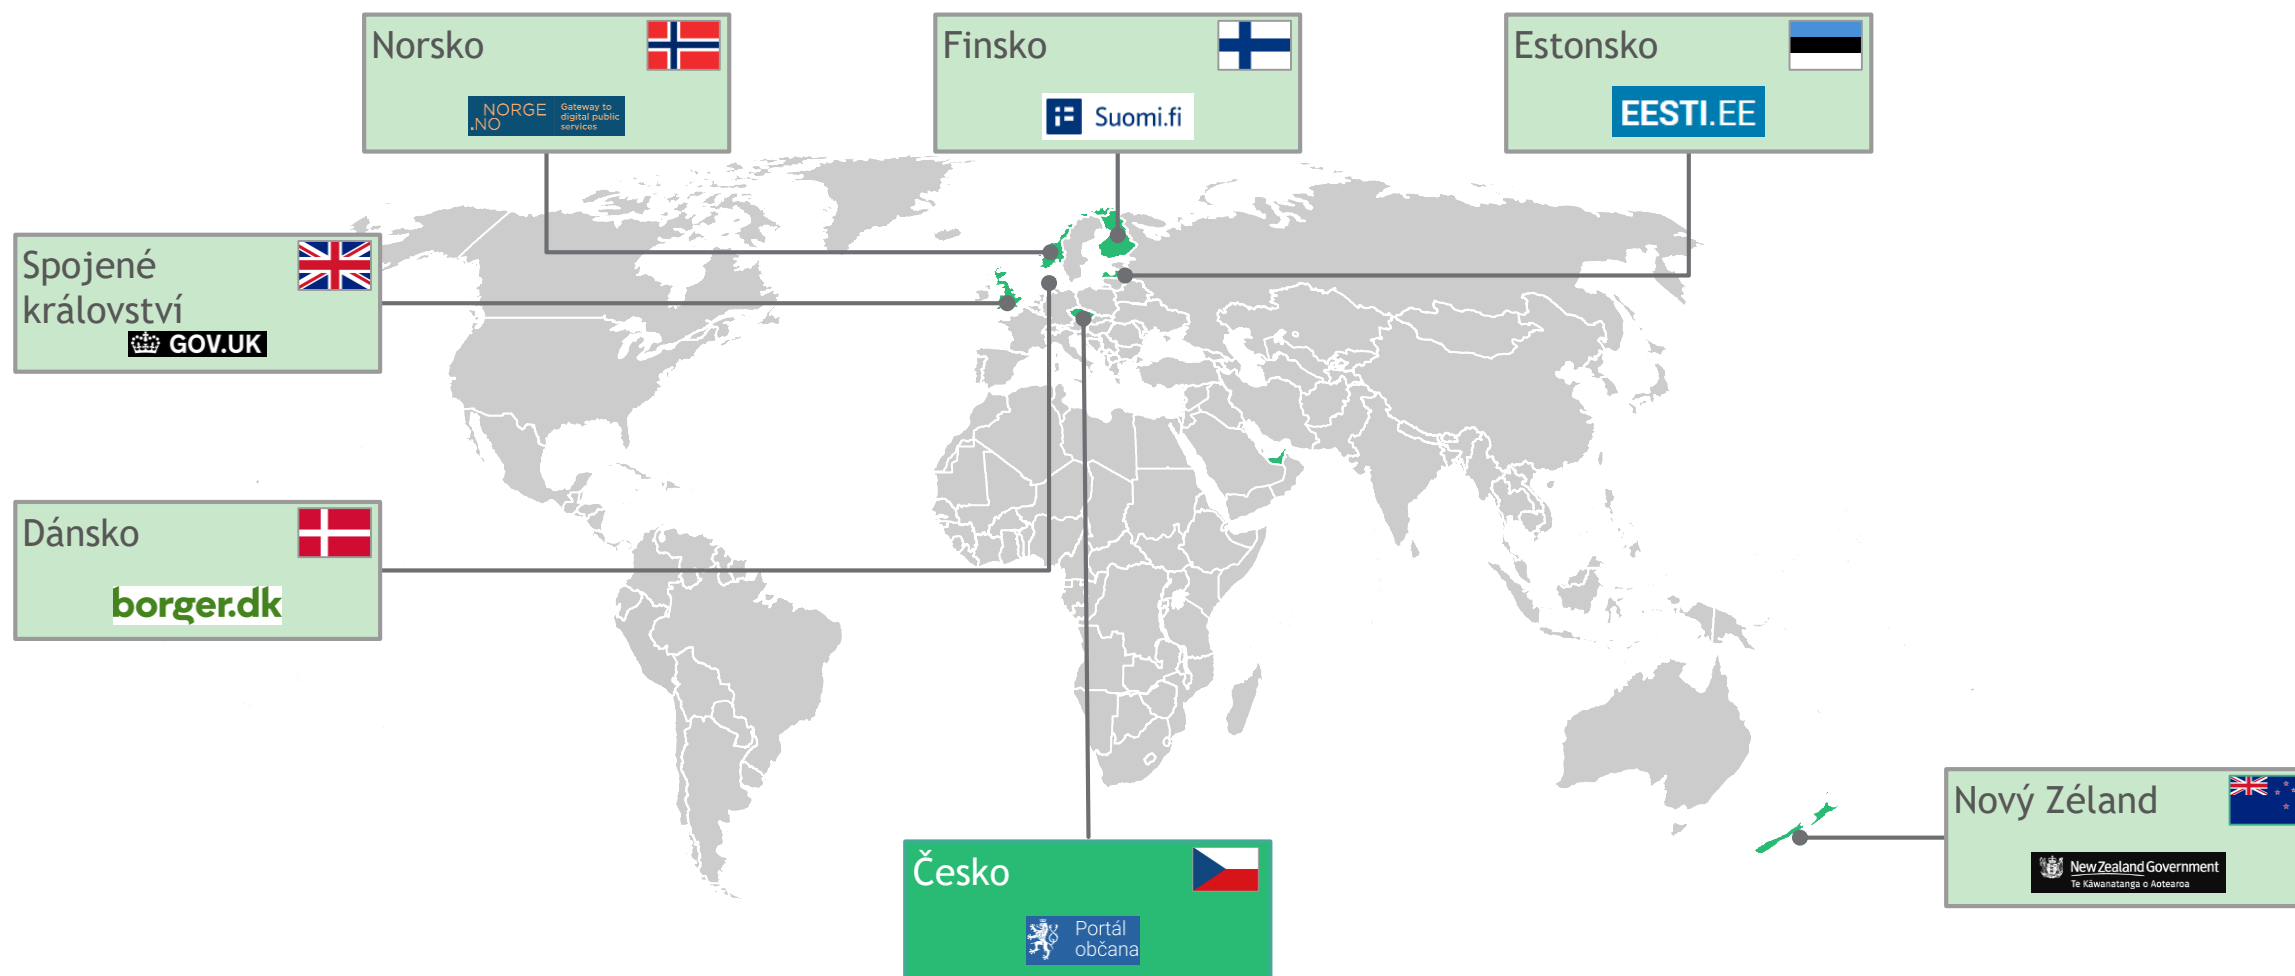 Norsko
NORGE
.NO
Gateway to
digital public
services
Finsko
Suomi.fi
Estonsko
EESTI.EE
Spojené
království
GOV.UK
Dánsko
borger.dk
Česko
Portál
občana
Nový Zéland
New Zealand Government
Te Kāwanatanga o Aotearoa